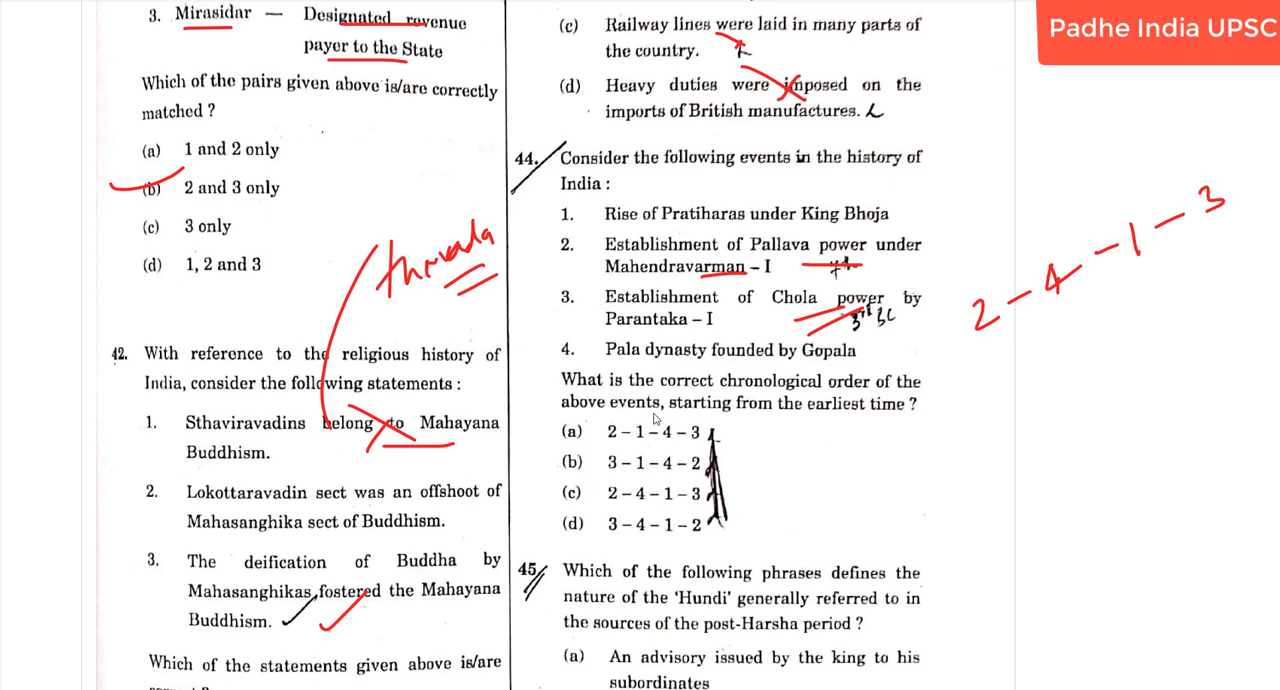 Padhe India UPSC
3. Mirasidar — Designated revenue
payer to the State
Which of the pairs given above is/are correctly
matched ?
(a) 1 and 2 only
(b) 2 and 3 only
(c) 3 only
(d) 1, 2 and 3
42. With reference to the religious history of
India, consider the following statements :
1. Sthaviravadins belong to Mahayana
Buddhism.
2. Lokottaravadin sect was an offshoot of
Mahasanghika sect of Buddhism.
3. The deification of Buddha by
Mahasanghikas fostered the Mahayana
Buddhism.
Which of the statements given above is/are
(c) Railway lines were laid in many parts of
the country.
(d) Heavy duties were imposed on the
imports of British manufactures.
44. Consider the following events in the history of
India :
1. Rise of Pratiharas under King Bhoja
2. Establishment of Pallava power under
Mahendravarman – I
3. Establishment of Chola power by
Parantaka – I
4. Pala dynasty founded by Gopala
What is the correct chronological order of the
above events, starting from the earliest time ?
(a) 2 – 1 – 4 – 3
(b) 3 – 1 – 4 – 2
(c) 2 – 4 – 1 – 3
(d) 3 – 4 – 1 – 2
45. Which of the following phrases defines the
nature of the ‘Hundi’ generally referred to in
the sources of the post-Harsha period ?
(a) An advisory issued by the king to his
subordinates
2 – 4 – 1 – 3